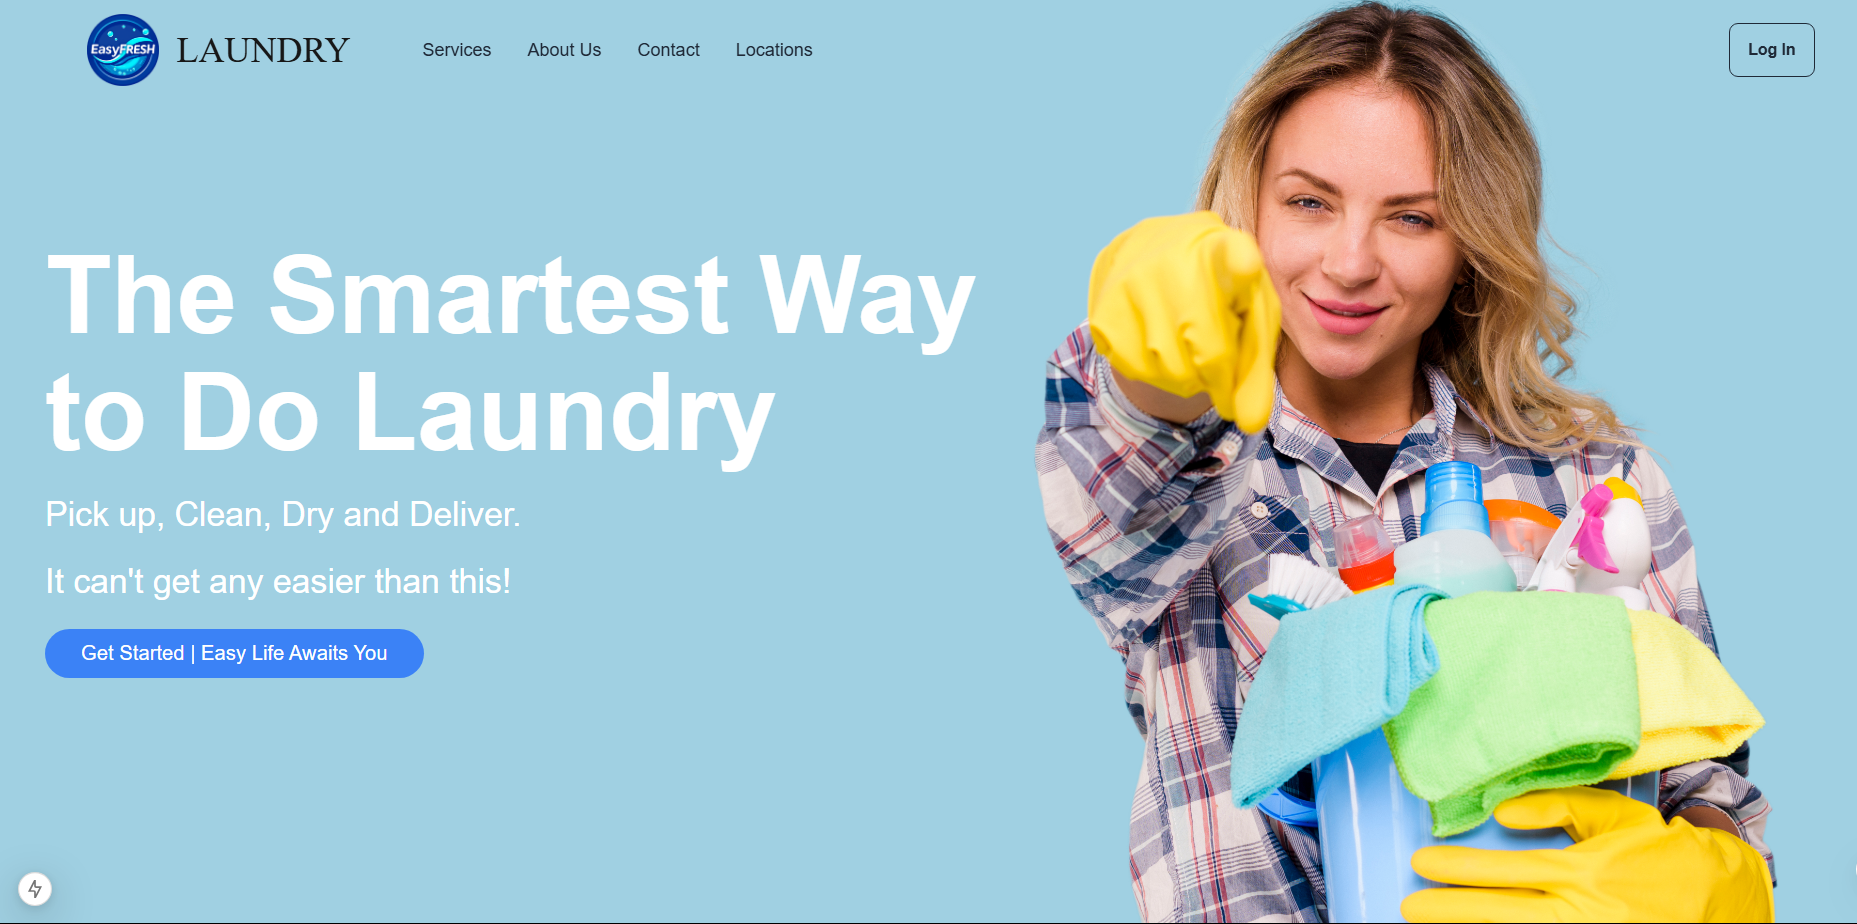 EasyFRESH
LAUNDRY
Services
About Us
Contact
Locations
Log In
The Smartest Way
to Do Laundry
Pick up, Clean, Dry and Deliver.
It can't get any easier than this!
Get Started | Easy Life Awaits You